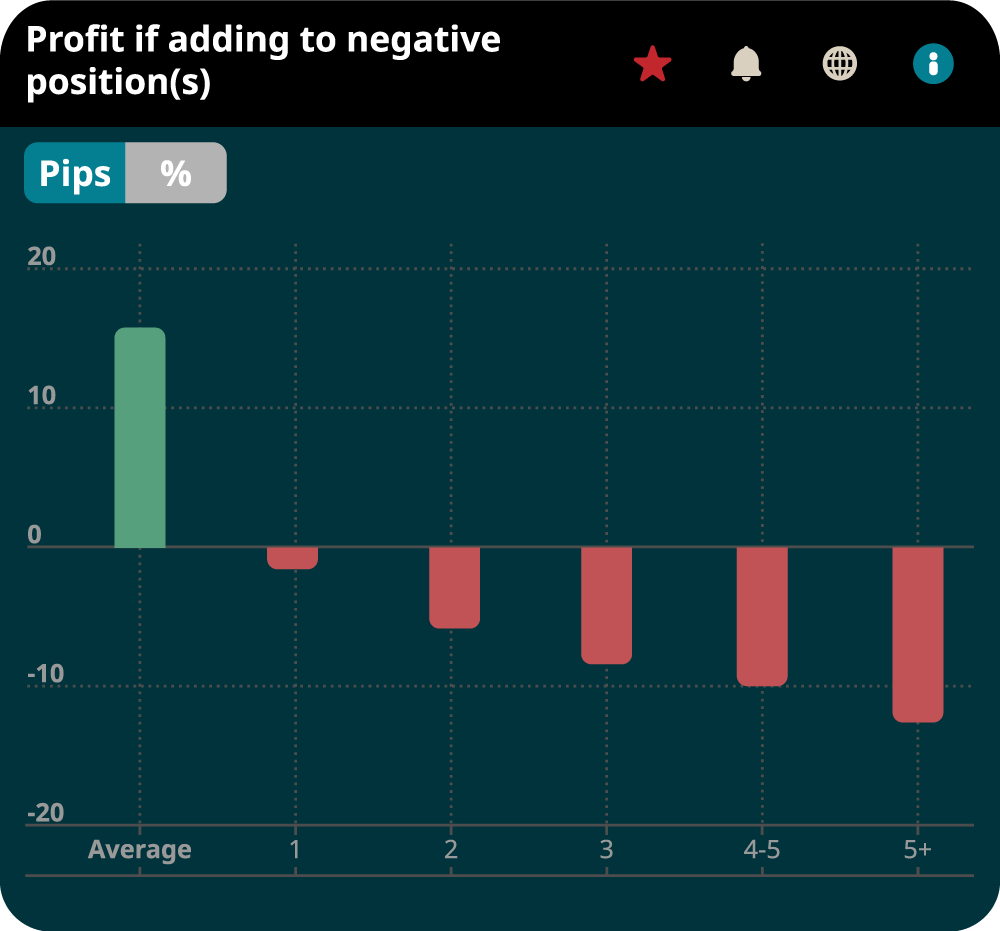 Profit if adding to negative
position(s)
Pips %
20
10
0
-10
-20
Average 1 2 3 4-5 5+